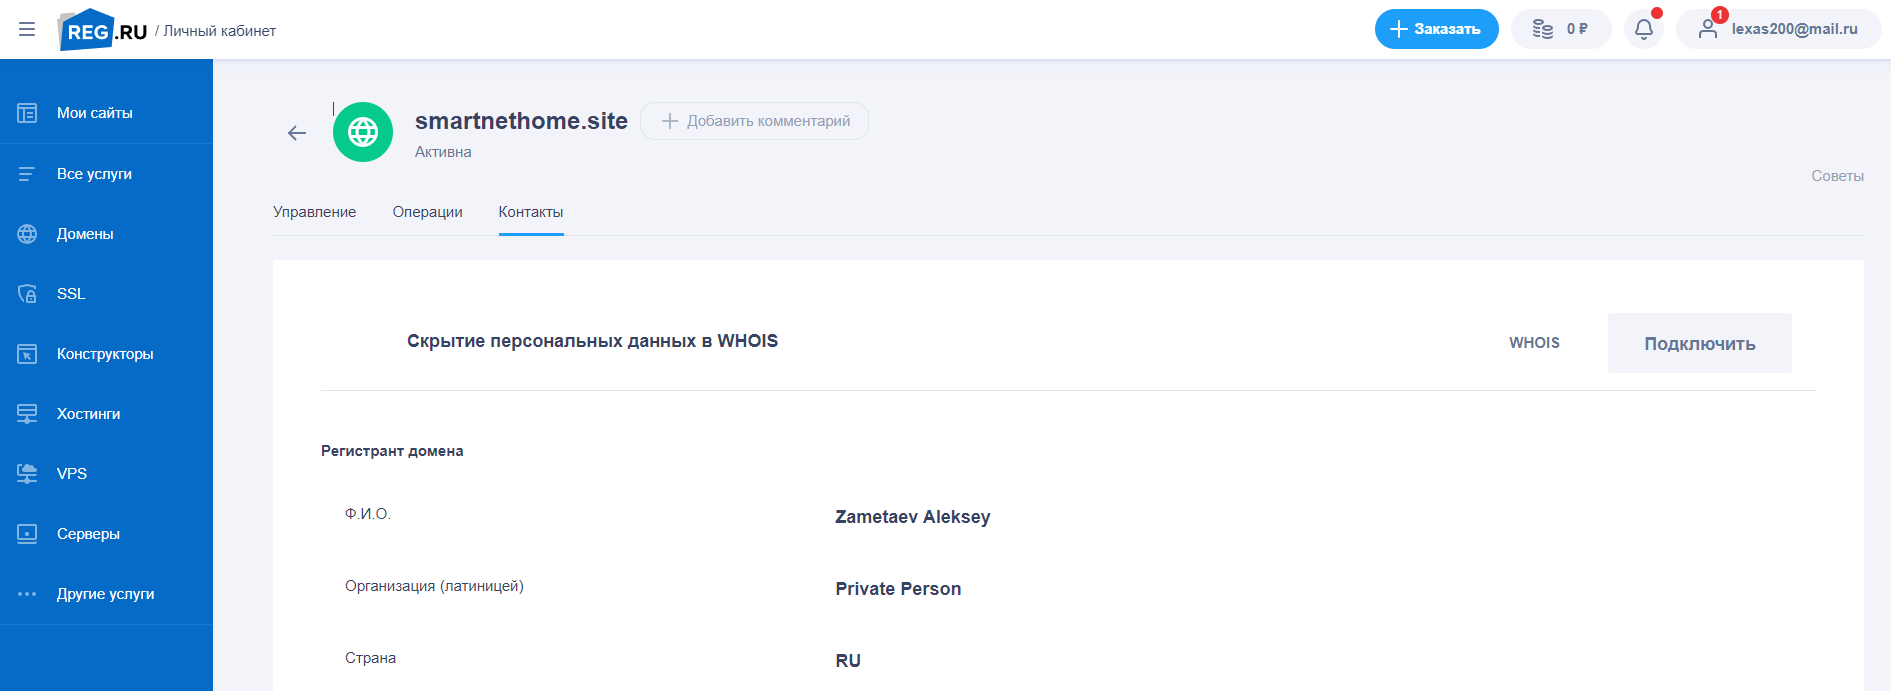 REG.RU / Личный кабинет
Заказать
0 ₽
1
lexas200@mail.ru
Мои сайты
Все услуги
Домены
SSL
Конструкторы
Хостинги
VPS
Серверы
Другие услуги
smartnethome.site
Добавить комментарий
Активна
Советы
Управление
Операции
Контакты
Скрытие персональных данных в WHOIS
WHOIS
Подключить
Регистрант домена
Ф.И.О.
Zametaev Aleksey
Организация (латиницей)
Private Person
Страна
RU